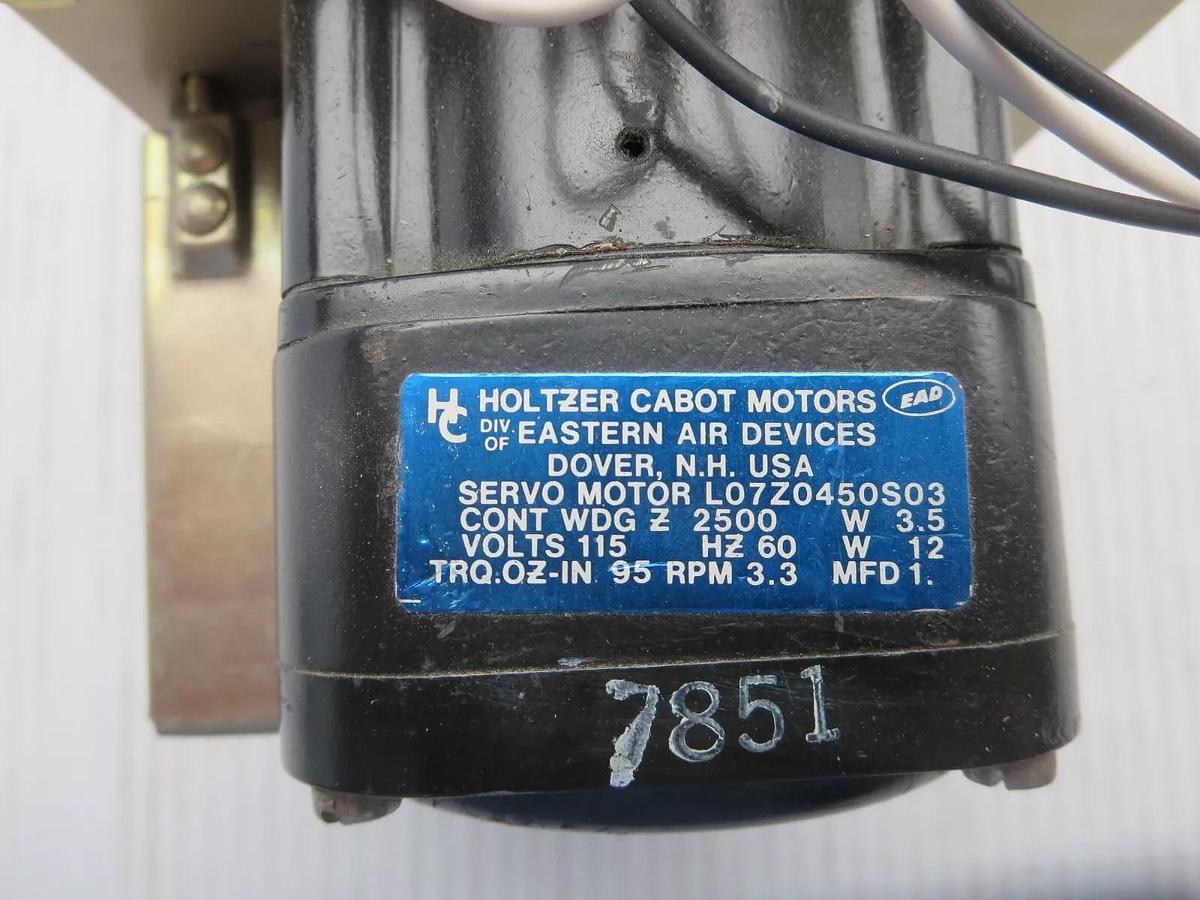 HC HOLTZER CABOT MOTORS EAD
DIV. OF EASTERN AIR DEVICES
DOVER, N.H. USA
SERVO MOTOR L07Z0450S03
CONT WDG Z 2500 W 3.5
VOLTS 115 HZ 60 W 12
TRQ.OZ-IN 95 RPM 3.3 MFD 1.
7851